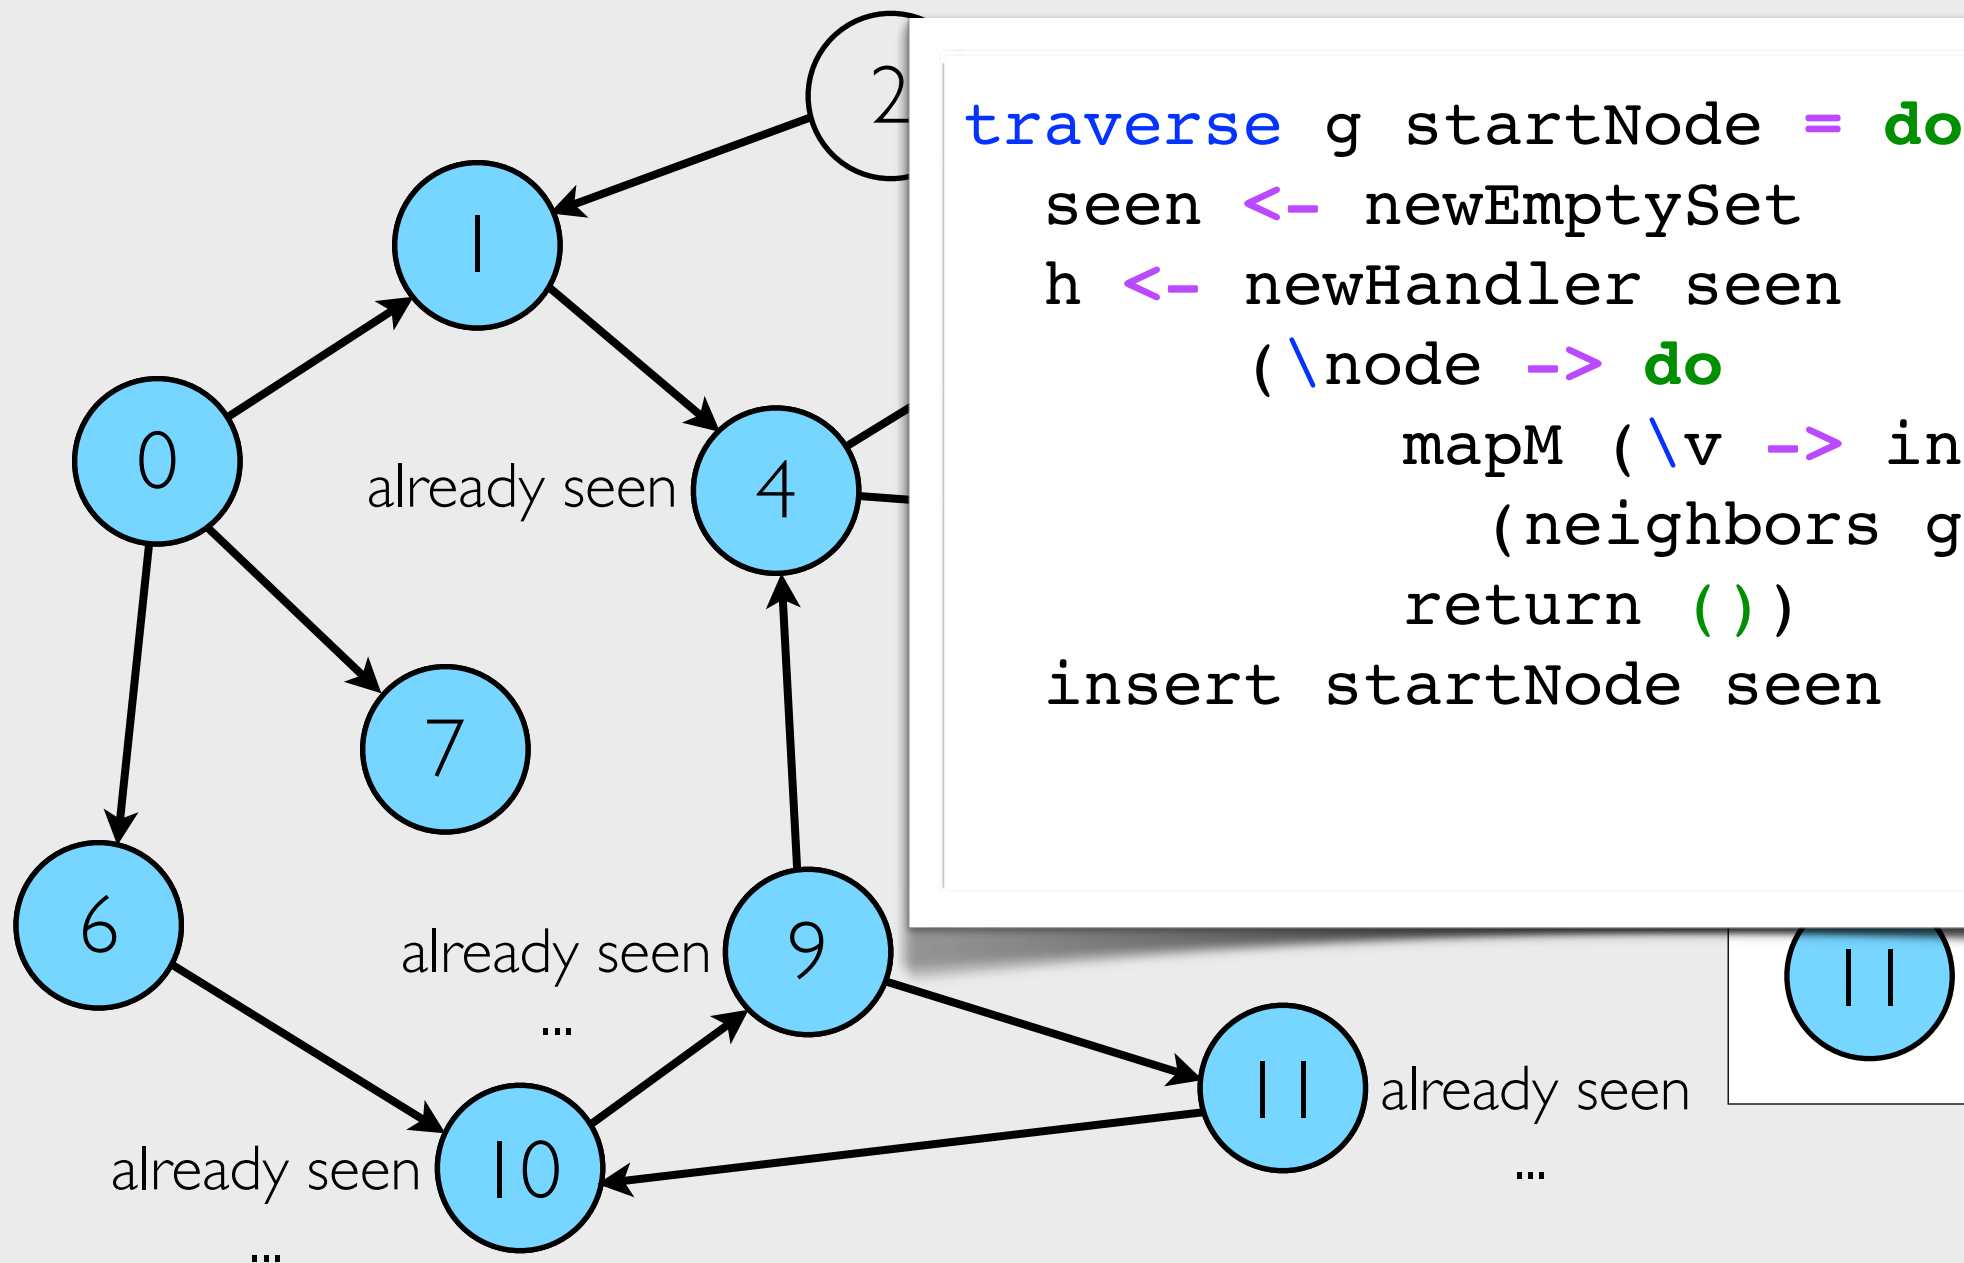 2
1
0
already seen 4
7
6
already seen 9
...
11 already seen
...
already seen 10
...
traverse g startNode = do
  seen <- newEmptySet
  h <- newHandler seen
       (\node -> do
           mapM (\v -> in
             (neighbors g
           return ())
  insert startNode seen
11